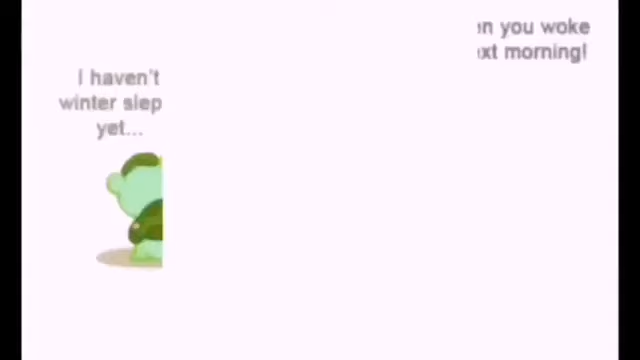 I haven't
winter slep
yet...
n you woke
xt morning!